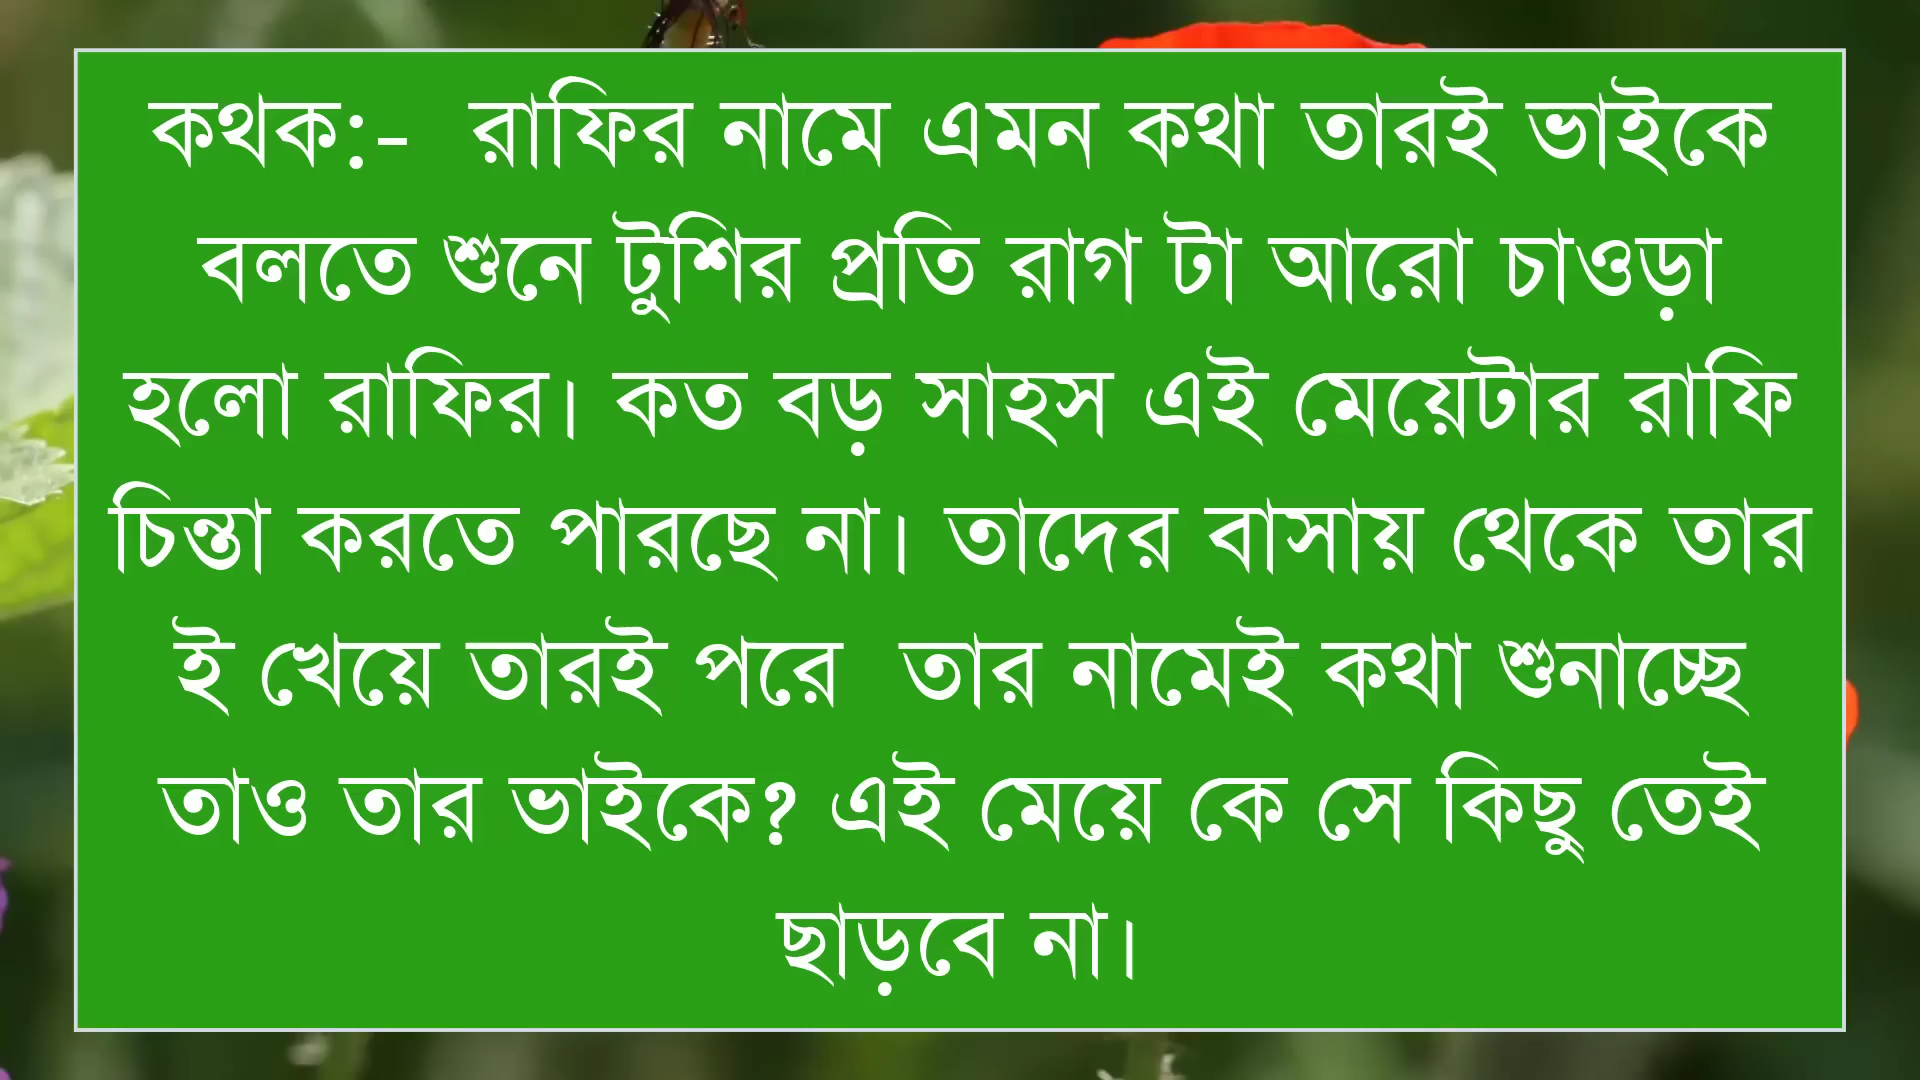 কথক:-  রাফির নামে এমন কথা তারই ভাইকে
বলতে শুনে টুশির প্রতি রাগ টা আরো চাওড়া
হলো রাফির। কত বড় সাহস এই মেয়েটার রাফি
চিন্তা করতে পারছে না। তাদের বাসায় থেকে তার
ই খেয়ে তারই পরে  তার নামেই কথা শুনাচ্ছে
তাও তার ভাইকে? এই মেয়ে কে সে কিছু তেই
ছাড়বে না।